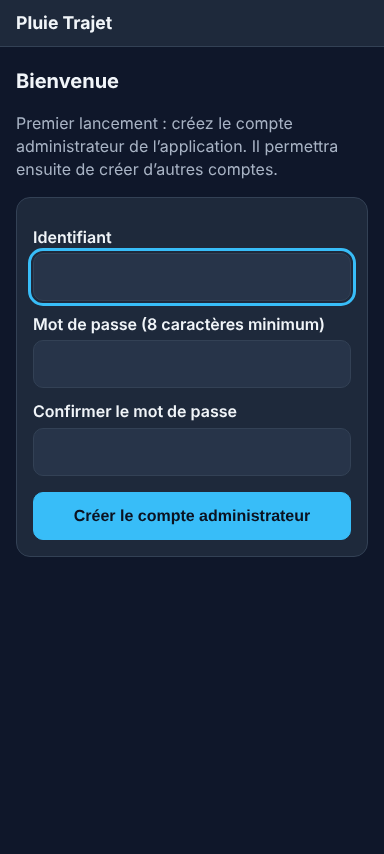 Pluie Trajet
Bienvenue
Premier lancement : créez le compte
administrateur de l’application. Il permettra
ensuite de créer d’autres comptes.
Identifiant
Mot de passe (8 caractères minimum)
Confirmer le mot de passe
Créer le compte administrateur